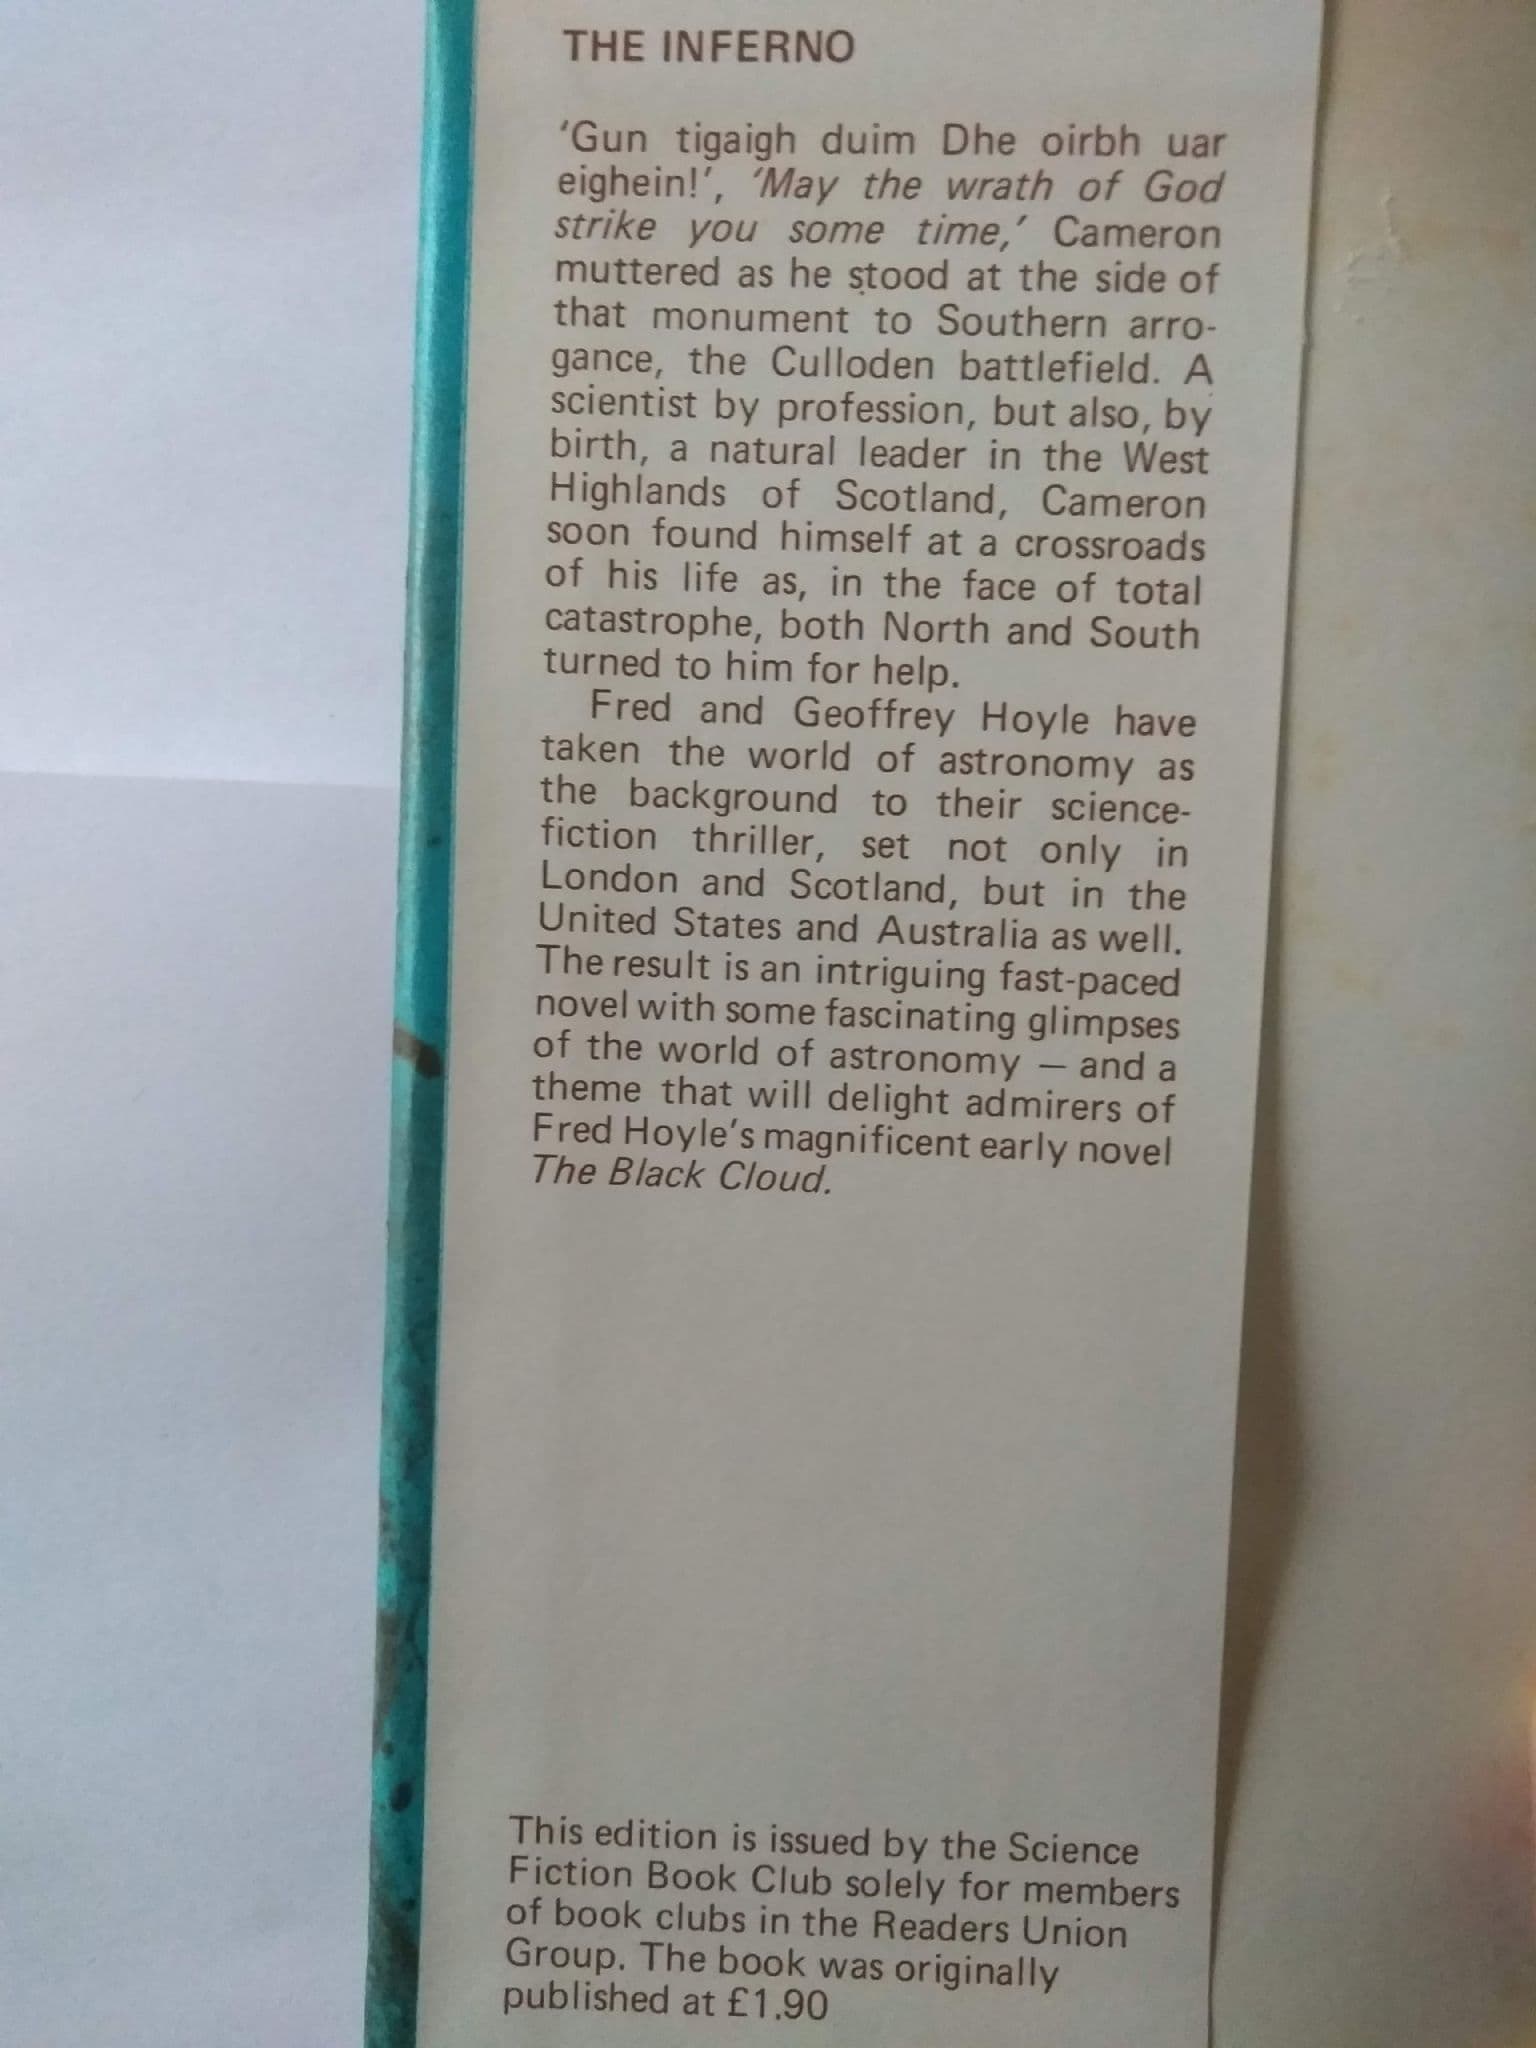 THE INFERNO
‘Gun tigaigh duim Dhe oirbh uar
eighein!’, ‘May the wrath of God
strike you some time,’ Cameron
muttered as he stood at the side of
that monument to Southern arro-
gance, the Culloden battlefield. A
scientist by profession, but also, by
birth, a natural leader in the West
Highlands of Scotland, Cameron
soon found himself at a crossroads
of his life as, in the face of total
catastrophe, both North and South
turned to him for help.
Fred and Geoffrey Hoyle have
taken the world of astronomy as
the background to their science-
fiction thriller, set not only in
London and Scotland, but in the
United States and Australia as well.
The result is an intriguing fast-paced
novel with some fascinating glimpses
of the world of astronomy — and a
theme that will delight admirers of
Fred Hoyle’s magnificent early novel
The Black Cloud.
This edition is issued by the Science
Fiction Book Club solely for members
of book clubs in the Readers Union
Group. The book was originally
published at £1.90